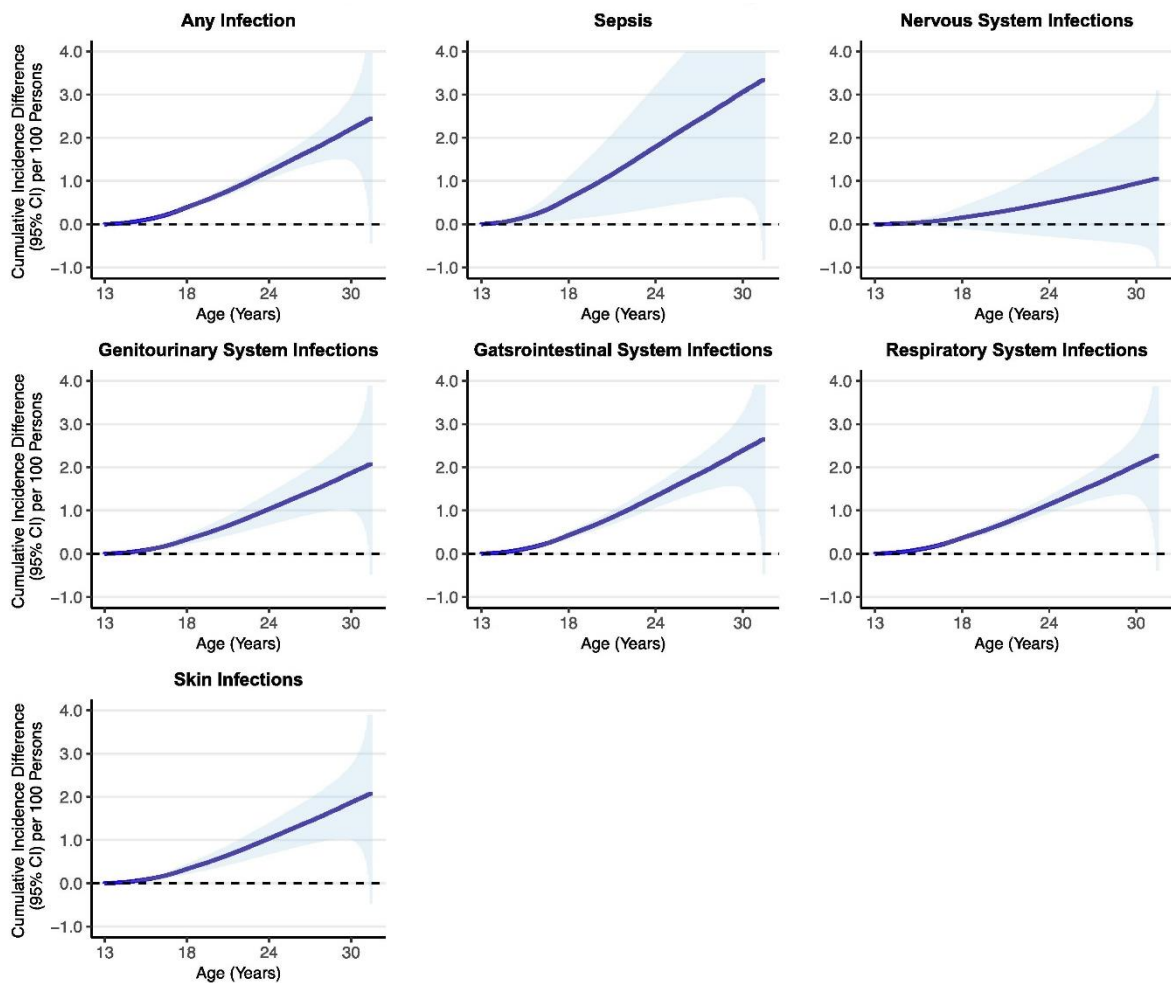 Any Infection
Cumulative Incidence Difference
(95% CI) per 100 Persons
4.0
3.0
2.0
1.0
0.0
−1.0
13 18 24 30
Age (Years)
Sepsis
4.0
3.0
2.0
1.0
0.0
−1.0
13 18 24 30
Age (Years)
Nervous System Infections
4.0
3.0
2.0
1.0
0.0
−1.0
13 18 24 30
Age (Years)
Genitourinary System Infections
Cumulative Incidence Difference
(95% CI) per 100 Persons
4.0
3.0
2.0
1.0
0.0
−1.0
13 18 24 30
Age (Years)
Gatsrointestinal System Infections
4.0
3.0
2.0
1.0
0.0
−1.0
13 18 24 30
Age (Years)
Respiratory System Infections
4.0
3.0
2.0
1.0
0.0
−1.0
13 18 24 30
Age (Years)
Skin Infections
Cumulative Incidence Difference
(95% CI) per 100 Persons
4.0
3.0
2.0
1.0
0.0
−1.0
13 18 24 30
Age (Years)